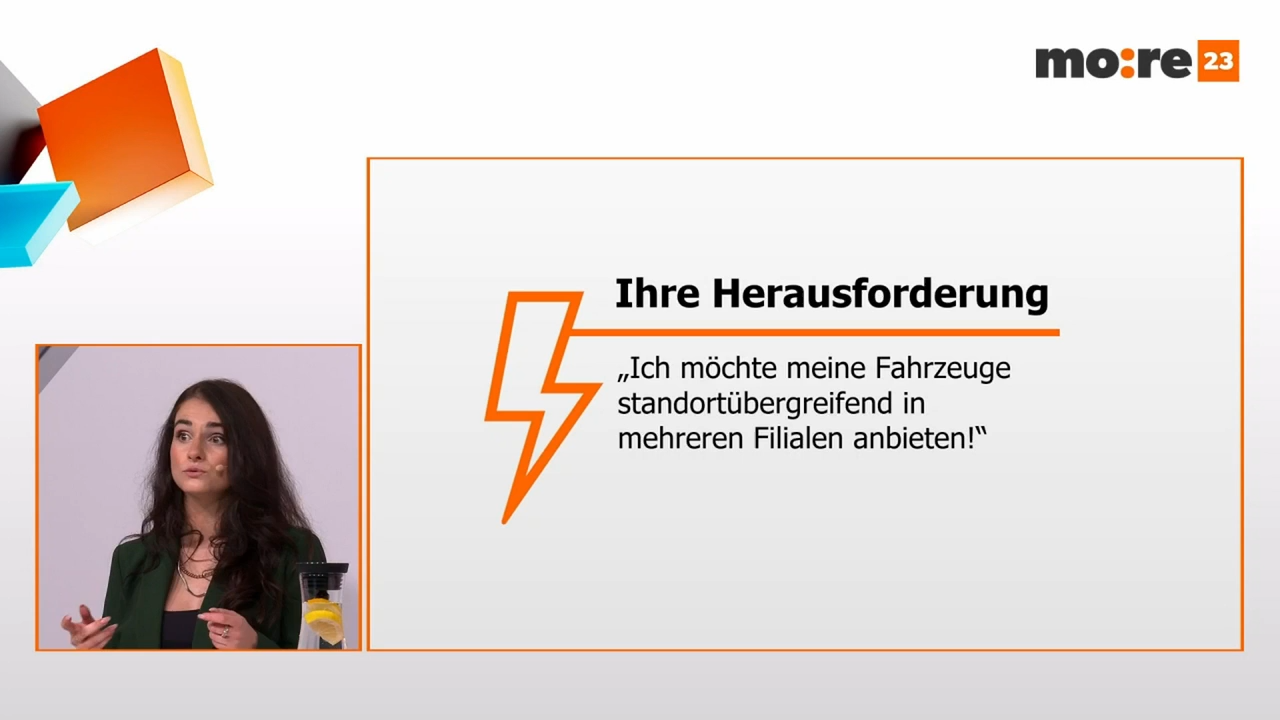 mo:re 23
Ihre Herausforderung
„Ich möchte meine Fahrzeuge
standortübergreifend in
mehreren Filialen anbieten!“